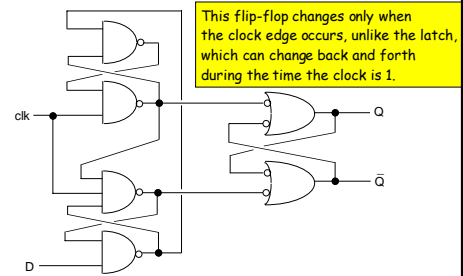 This flip-flop changes only when
the clock edge occurs, unlike the latch,
which can change back and forth
during the time the clock is 1.
clk
Q
Q̅
D